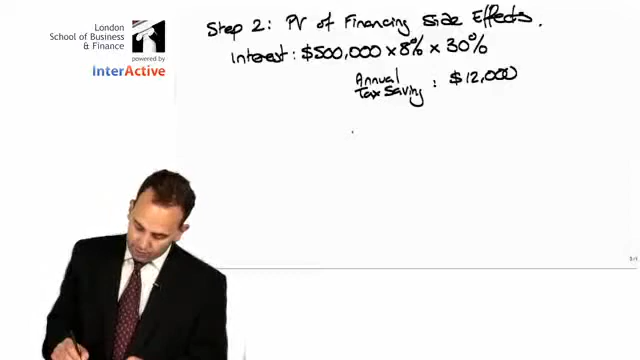 London
School of Business
& Finance
powered by
InterActive
Step 2: PV of Financing Side Effects.
Interest: $500,000 × 8% × 30%
Annual
Tax Saving : $12,000